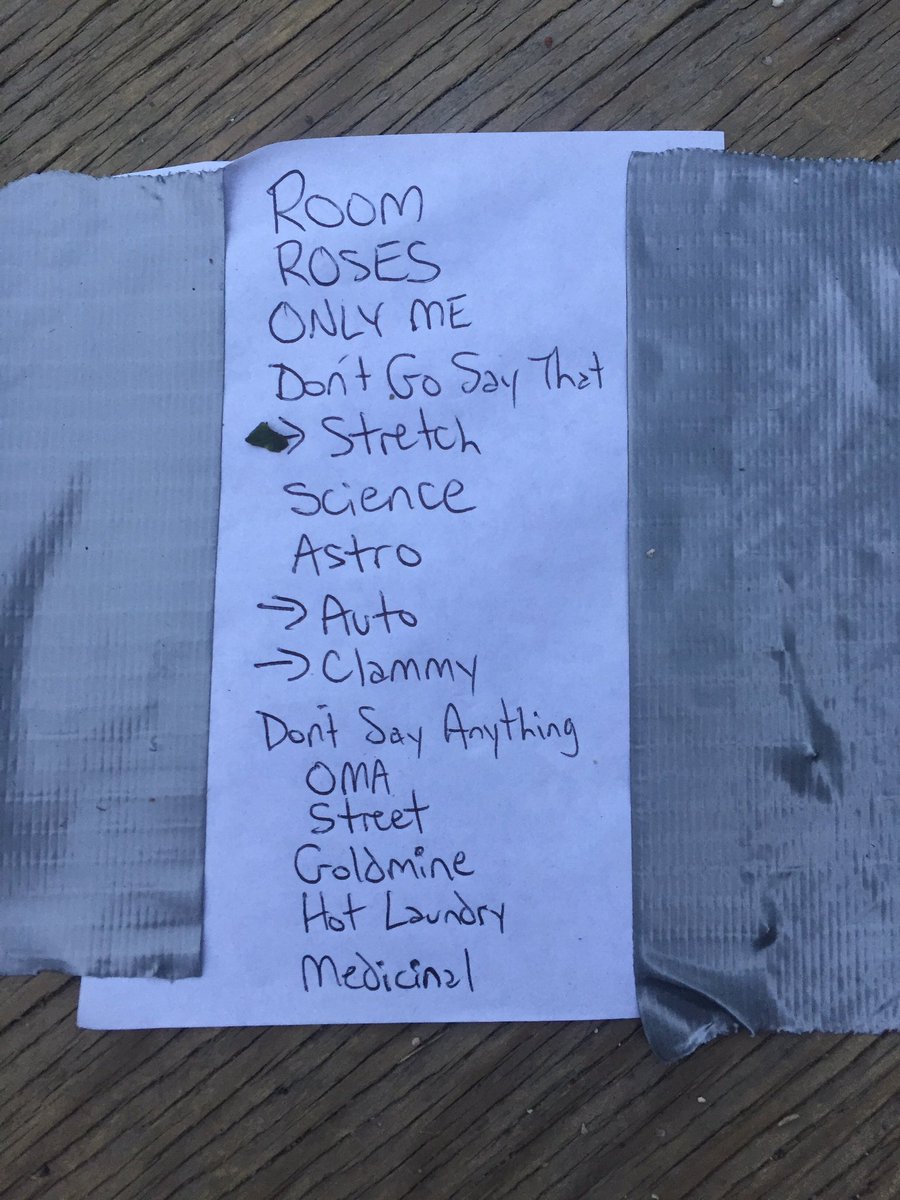 ROOM
ROSES
ONLY ME
Don't Go Say That
→ Stretch
Science
Astro
→ Auto
→ Clammy
Don't Say Anything
OMA
Street
Goldmine
Hot Laundry
Medicinal